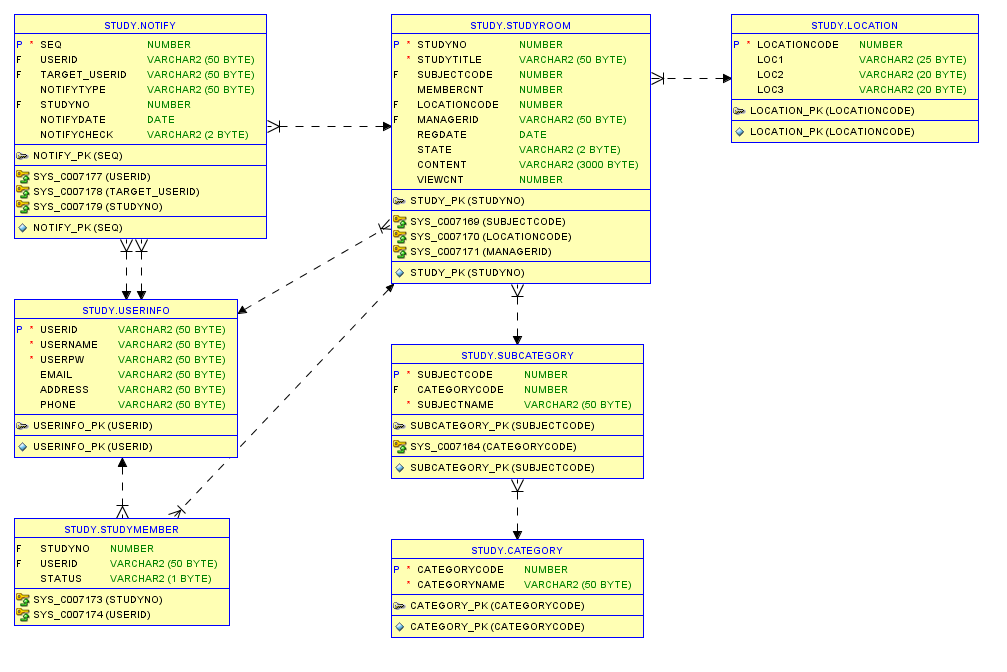 STUDY.NOTIFY
P * SEQ NUMBER
F USERID VARCHAR2 (50 BYTE)
F TARGET_USERID VARCHAR2 (50 BYTE)
NOTIFYTYPE VARCHAR2 (50 BYTE)
F STUDYNO NUMBER
NOTIFYDATE DATE
NOTIFYCHECK VARCHAR2 (2 BYTE)
NOTIFY_PK (SEQ)
SYS_C007177 (USERID)
SYS_C007178 (TARGET_USERID)
SYS_C007179 (STUDYNO)
NOTIFY_PK (SEQ)
STUDY.STUDYROOM
P * STUDYNO NUMBER
* STUDYTITLE VARCHAR2 (50 BYTE)
F SUBJECTCODE NUMBER
MEMBERCNT NUMBER
F LOCATIONCODE NUMBER
F MANAGERID VARCHAR2 (50 BYTE)
REGDATE DATE
STATE VARCHAR2 (2 BYTE)
CONTENT VARCHAR2 (3000 BYTE)
VIEWCNT NUMBER
STUDY_PK (STUDYNO)
SYS_C007169 (SUBJECTCODE)
SYS_C007170 (LOCATIONCODE)
SYS_C007171 (MANAGERID)
STUDY_PK (STUDYNO)
STUDY.LOCATION
P * LOCATIONCODE NUMBER
LOC1 VARCHAR2 (25 BYTE)
LOC2 VARCHAR2 (20 BYTE)
LOC3 VARCHAR2 (20 BYTE)
LOCATION_PK (LOCATIONCODE)
LOCATION_PK (LOCATIONCODE)
STUDY.USERINFO
P * USERID VARCHAR2 (50 BYTE)
* USERNAME VARCHAR2 (50 BYTE)
* USERPW VARCHAR2 (50 BYTE)
EMAIL VARCHAR2 (50 BYTE)
ADDRESS VARCHAR2 (50 BYTE)
PHONE VARCHAR2 (50 BYTE)
USERINFO_PK (USERID)
USERINFO_PK (USERID)
STUDY.SUBCATEGORY
P * SUBJECTCODE NUMBER
F CATEGORYCODE NUMBER
* SUBJECTNAME VARCHAR2 (50 BYTE)
SUBCATEGORY_PK (SUBJECTCODE)
SYS_C007164 (CATEGORYCODE)
SUBCATEGORY_PK (SUBJECTCODE)
STUDY.STUDYMEMBER
F STUDYNO NUMBER
F USERID VARCHAR2 (50 BYTE)
STATUS VARCHAR2 (1 BYTE)
SYS_C007173 (STUDYNO)
SYS_C007174 (USERID)
STUDY.CATEGORY
P * CATEGORYCODE NUMBER
* CATEGORYNAME VARCHAR2 (50 BYTE)
CATEGORY_PK (CATEGORYCODE)
CATEGORY_PK (CATEGORYCODE)